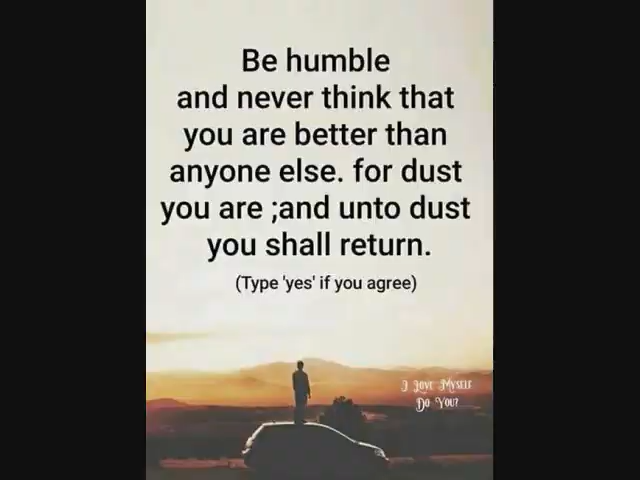 Be humble
and never think that
you are better than
anyone else. for dust
you are ;and unto dust
you shall return.
(Type 'yes' if you agree)
I Love Myself
Do You?